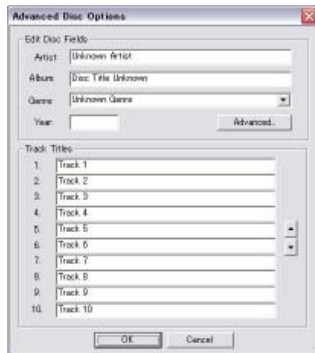 Advanced Disc Options
Edit Disc Fields
Artist: Unknown Artist
Album: Disc Title Unknown
Genre: Unknown Genre
Year:
Advanced...
Track Titles
1. Track 1
2. Track 2
3. Track 3
4. Track 4
5. Track 5
6. Track 6
7. Track 7
8. Track 8
9. Track 9
10. Track 10
OK Cancel